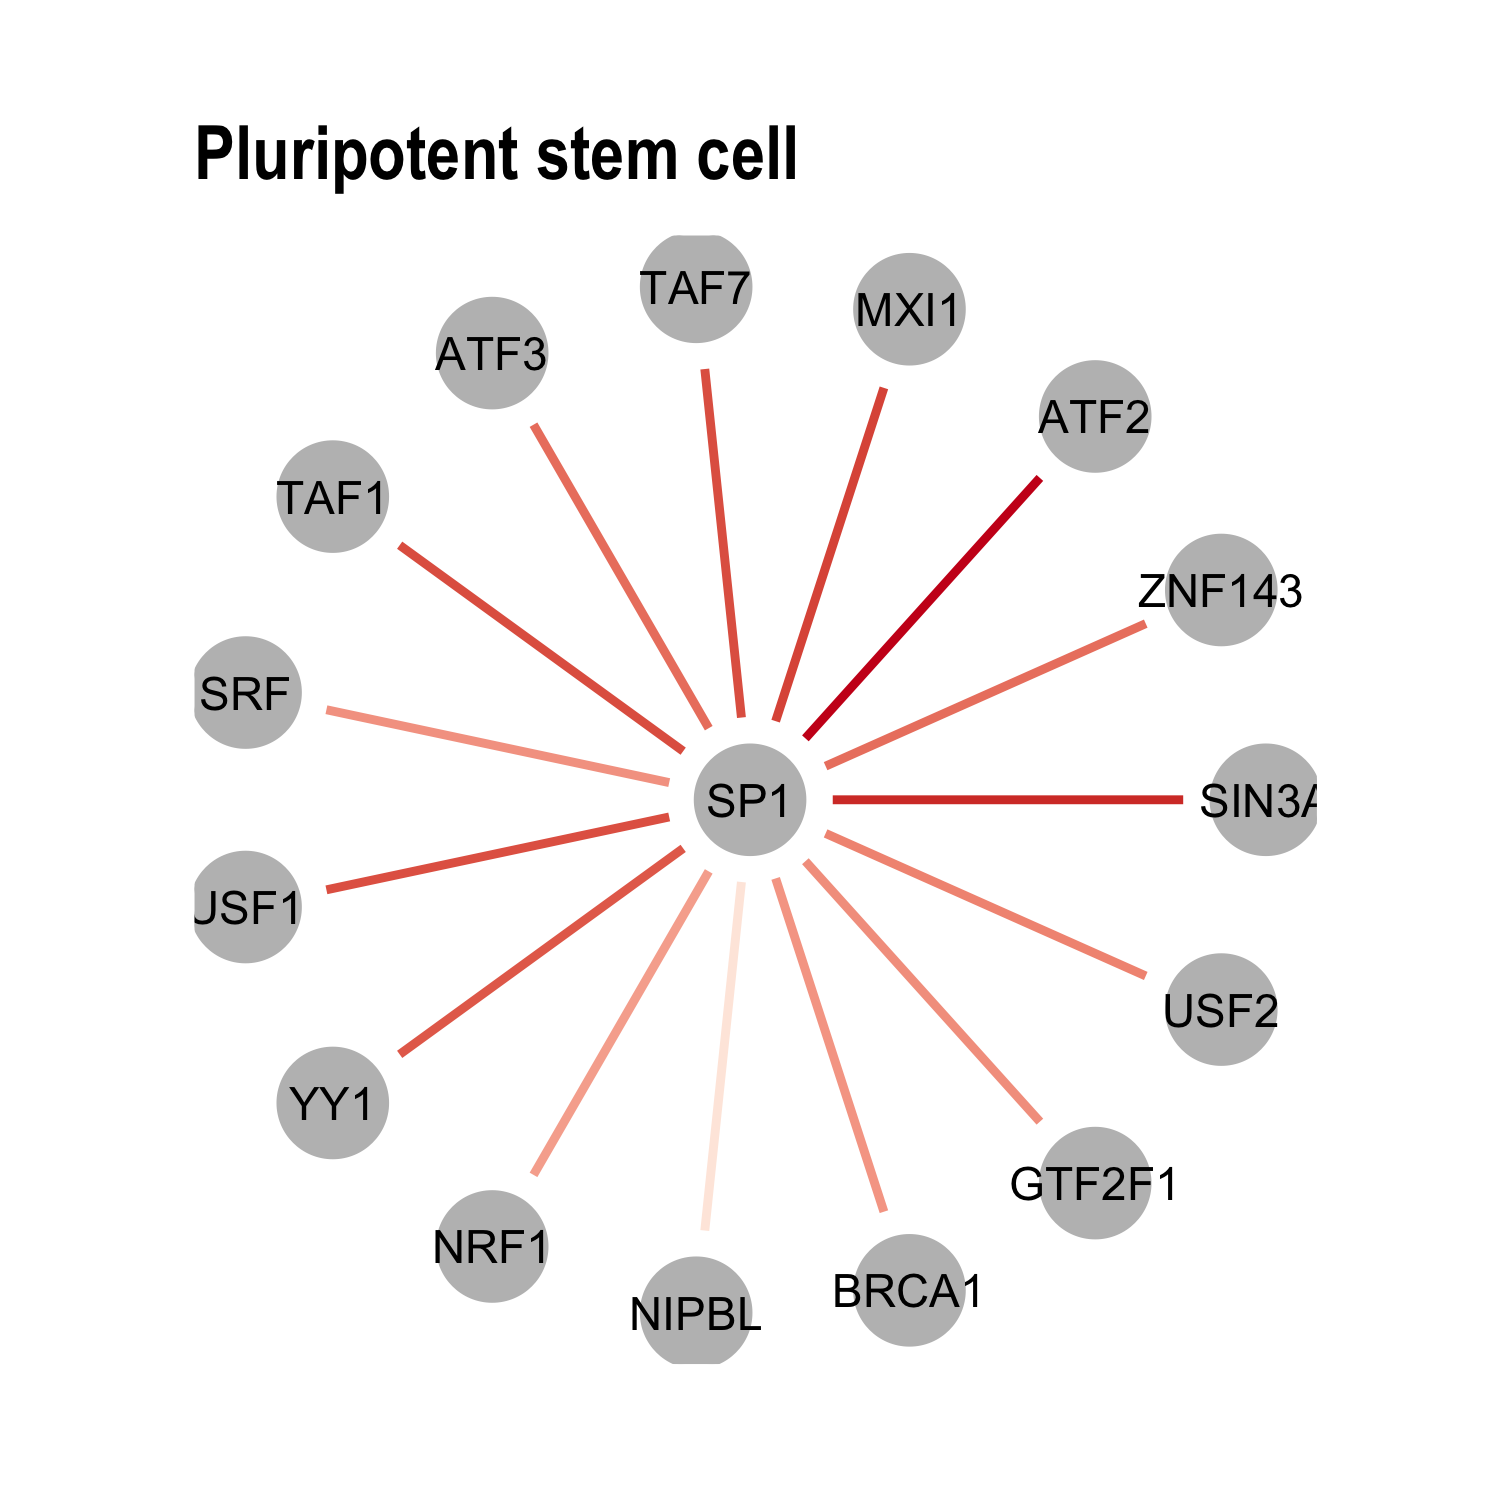 Pluripotent stem cell
TAF7
MXI1
ATF3
ATF2
TAF1
ZNF143
SRF
SP1
SIN3A
USF1
USF2
YY1
GTF2F1
NRF1
BRCA1
NIPBL